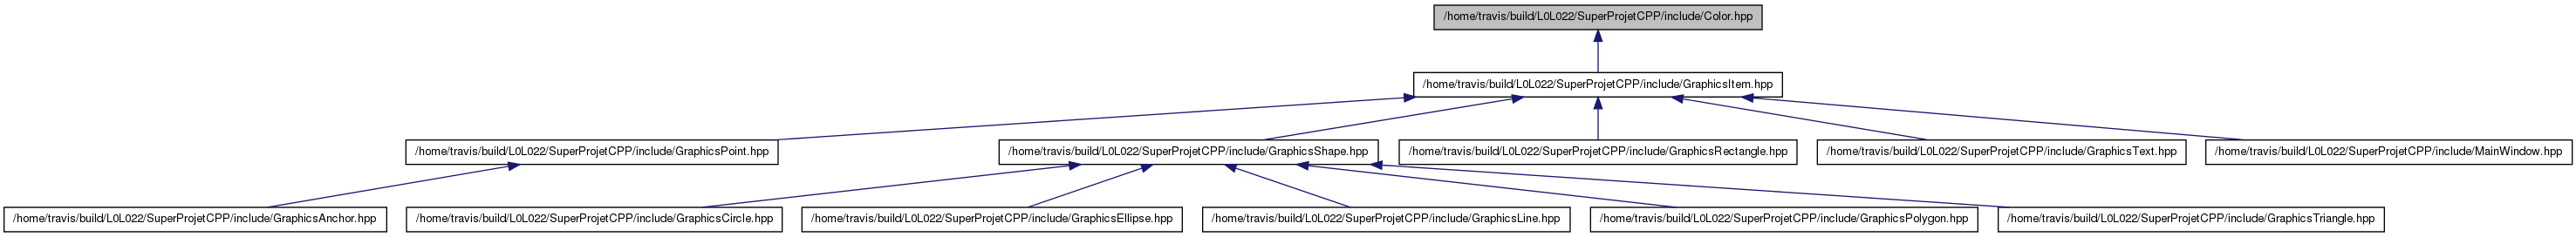 /home/travis/build/L0L022/SuperProjetCPP/include/Color.hpp
/home/travis/build/L0L022/SuperProjetCPP/include/GraphicsItem.hpp
/home/travis/build/L0L022/SuperProjetCPP/include/GraphicsPoint.hpp
/home/travis/build/L0L022/SuperProjetCPP/include/GraphicsShape.hpp
/home/travis/build/L0L022/SuperProjetCPP/include/GraphicsRectangle.hpp
/home/travis/build/L0L022/SuperProjetCPP/include/GraphicsText.hpp
/home/travis/build/L0L022/SuperProjetCPP/include/MainWindow.hpp
/home/travis/build/L0L022/SuperProjetCPP/include/GraphicsAnchor.hpp
/home/travis/build/L0L022/SuperProjetCPP/include/GraphicsCircle.hpp
/home/travis/build/L0L022/SuperProjetCPP/include/GraphicsEllipse.hpp
/home/travis/build/L0L022/SuperProjetCPP/include/GraphicsLine.hpp
/home/travis/build/L0L022/SuperProjetCPP/include/GraphicsPolygon.hpp
/home/travis/build/L0L022/SuperProjetCPP/include/GraphicsTriangle.hpp